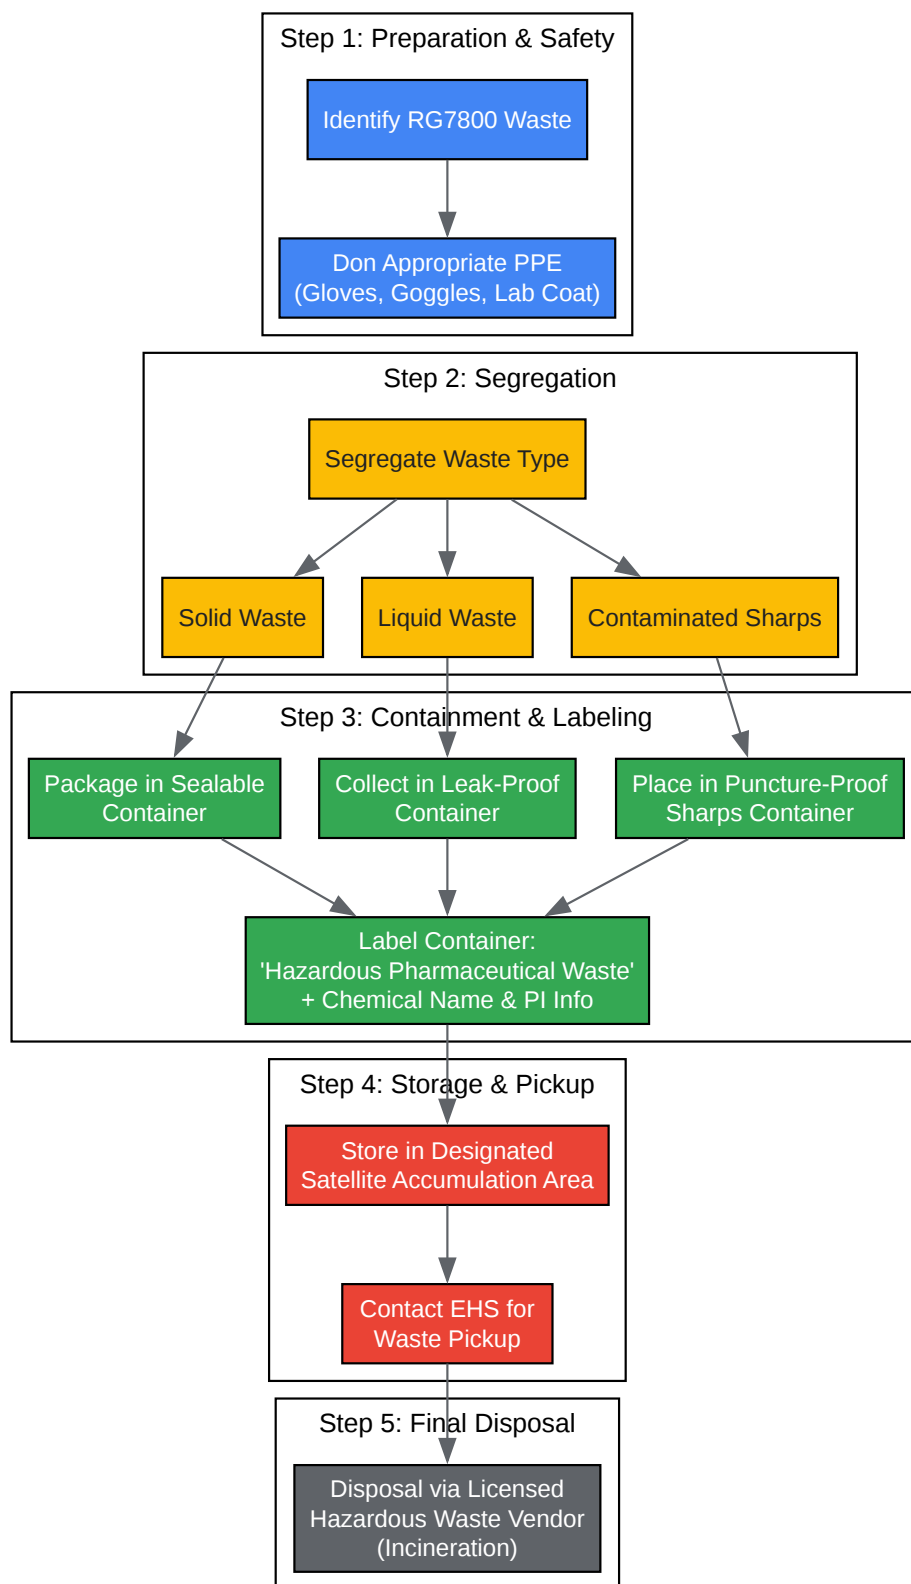 Step 1: Preparation & Safety
Identify RG7800 Waste
Don Appropriate PPE
(Gloves, Goggles, Lab Coat)
Step 2: Segregation
Segregate Waste Type
Solid Waste
Liquid Waste
Contaminated Sharps
Step 3: Containment & Labeling
Package in Sealable
Container
Collect in Leak-Proof
Container
Place in Puncture-Proof
Sharps Container
Label Container:
'Hazardous Pharmaceutical Waste'
+ Chemical Name & PI Info
Step 4: Storage & Pickup
Store in Designated
Satellite Accumulation Area
Contact EHS for
Waste Pickup
Step 5: Final Disposal
Disposal via Licensed
Hazardous Waste Vendor
(Incineration)